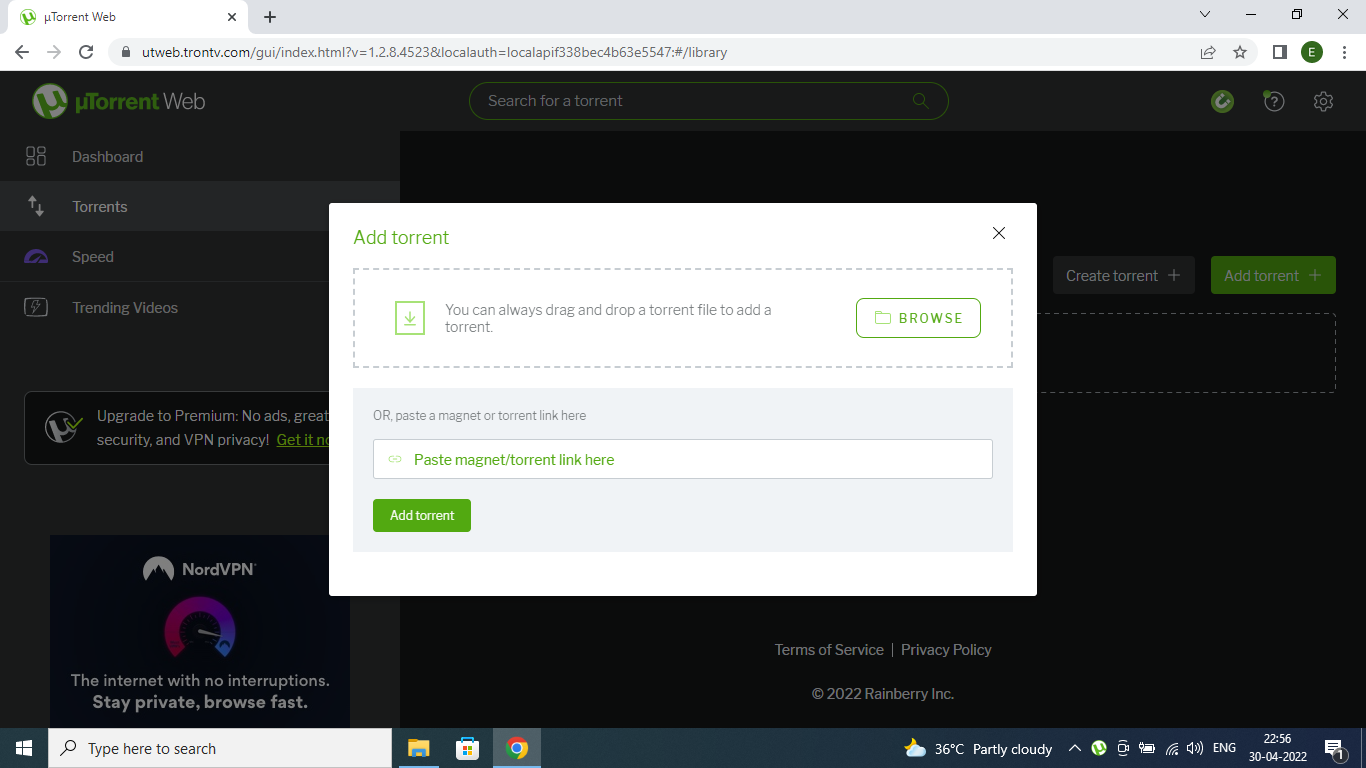 µTorrent Web
utweb.trontv.com/gui/index.html?v=1.2.8.4523&localauth=localapif338bec4b63e5547:#/library
E
µTorrent Web
Search for a torrent
Dashboard
Torrents
Speed
Trending Videos
Create torrent
Add torrent
Add torrent
You can always drag and drop a torrent file to add a
torrent.
BROWSE
OR, paste a magnet or torrent link here
Paste magnet/torrent link here
Add torrent
Upgrade to Premium: No ads, great
security, and VPN privacy! Get it
NordVPN
The internet with no interruptions.
Stay private, browse fast.
Terms of Service | Privacy Policy
© 2022 Rainberry Inc.
Type here to search
36°C Partly cloudy
ENG
22:56
30-04-2022
1